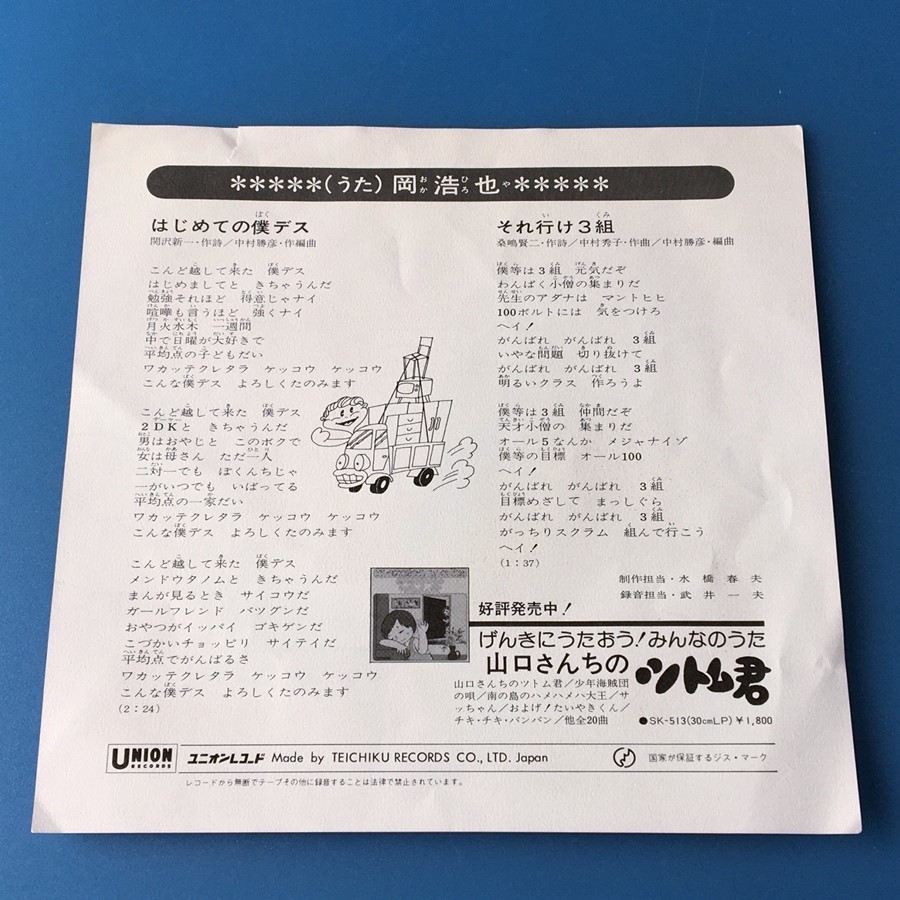 *****(うた)岡浩也*****
はじめての僕デス
関沢新一・作詩/中村勝彦・作編曲
こんど越して来た 僕デス
はじめましてと きちゃうんだ
勉強それほど 得意じゃナイ
喧嘩も言うほど 強くナイ
月火水木 一週間
中で日曜が大好きで
平均点の子どもだい
ワカッテクレタラ ケッコウ ケッコウ
こんな僕デス よろしくたのみます
こんど越して来た 僕デス
2DKと きちゃうんだ
男はおやじと このボクで
女は母さん ただ一人
二対一でも ぼくんちじゃ
一がいつでも いばってる
平均点の一家だい
ワカッテクレタラ ケッコウ ケッコウ
こんな僕デス よろしくたのみます
こんど越して来た 僕デス
メンドウタノムと きちゃうんだ
まんが見るとき サイコウだ
ガールフレンド バツグンだ
おやつがイッパイ ゴキゲンだ
こづかいチョッピリ サイテイだ
平均点でがんばるさ
ワカッテクレタラ ケッコウ ケッコウ
こんな僕デス よろしくたのみます
(2:24)
それ行け3組
桑嶋賢二・作詩/中村秀子・作曲/中村勝彦・編曲
僕等は3組 元気だぞ
わんぱく小僧の集まりだ
先生のアダナは マントヒヒ
100ボルトには 気をつけろ
ヘイ!
がんばれ がんばれ 3組
いやな問題 切り抜けて
がんばれ がんばれ 3組
明るいクラス 作ろうよ
僕等は3組 仲間だぞ
天才小僧の 集まりだ
オール5なんか メジャナイゾ
僕等の目標 オール100
ヘイ!
がんばれ がんばれ 3組
目標めざして まっしぐら
がんばれ がんばれ 3組
がっちりスクラム 組んで行こう
ヘイ!
(1:37)
制作担当・水橋春夫
録音担当・武井一夫
好評発売中!
げんきにうたおう!みんなのうた
山口さんちのツトム君
山口さんちのツトム君/少年海賊団
の唄/南の島のハメハメハ大王/サ
ッちゃん/およげ!たいやきくん/
チキ・チキ・バンバン/他全20曲
●SK-513(30cmLP)¥1,800
UNION RECORDS ユニオンレコード Made by TEICHIKU RECORDS CO., LTD. Japan 国家が保証するジス・マーク
レコードから無断でテープその他に録音することは法律で禁止されています。